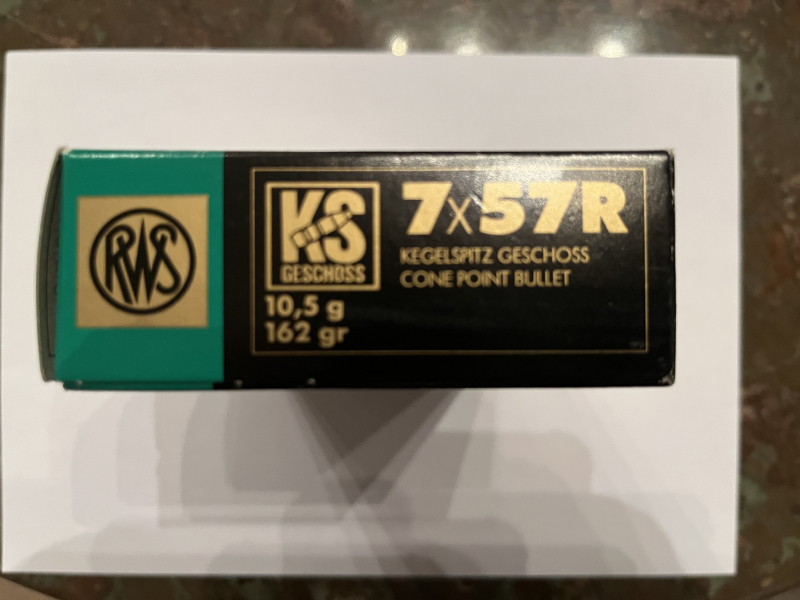 RWS
KS
GESCHOSS
10,5 g
162 gr
7x57R
KEGELSPITZ GESCHOSS
CONE POINT BULLET